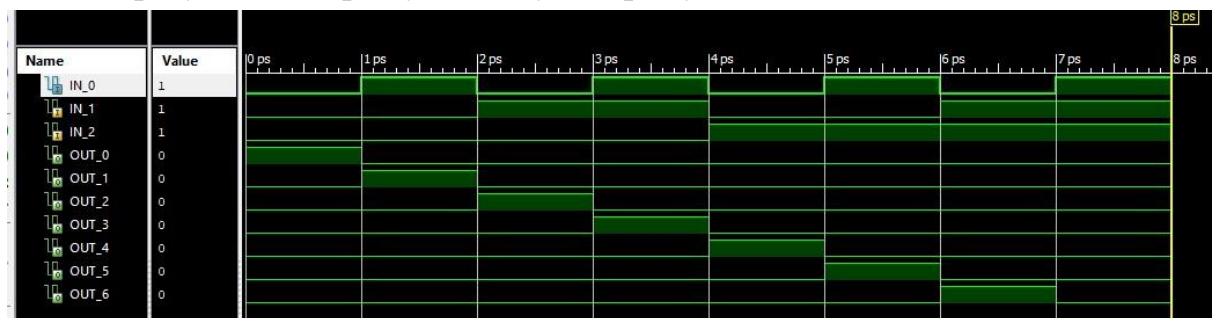 8 ps
Name Value 0 ps 1 ps 2 ps 3 ps 4 ps 5 ps 6 ps 7 ps 8 ps
IN_0 1
IN_1 1
IN_2 1
OUT_0 0
OUT_1 0
OUT_2 0
OUT_3 0
OUT_4 0
OUT_5 0
OUT_6 0